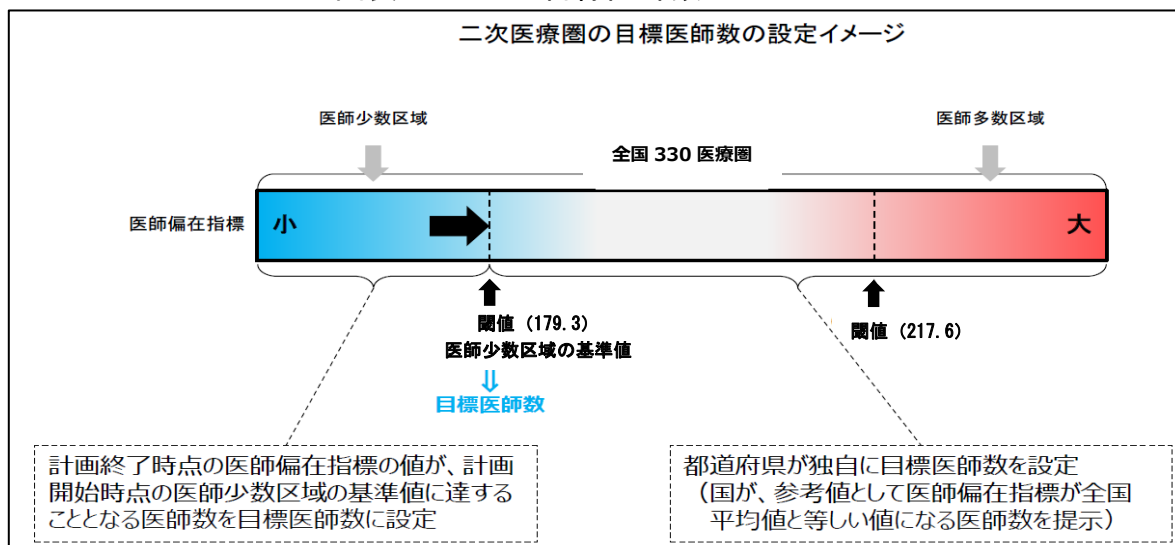 二次医療圏の目標医師数の設定イメージ
医師少数区域
医師多数区域
全国 330 医療圏
医師偏在指標
小
大
閾値 (179.3)
医師少数区域の基準値
⇓
目標医師数
閾値 (217.6)
計画終了時点の医師偏在指標の値が、計画
開始時点の医師少数区域の基準値に達する
こととなる医師数を目標医師数に設定
都道府県が独自に目標医師数を設定
（国が、参考値として医師偏在指標が全国
平均値と等しい値になる医師数を提示）